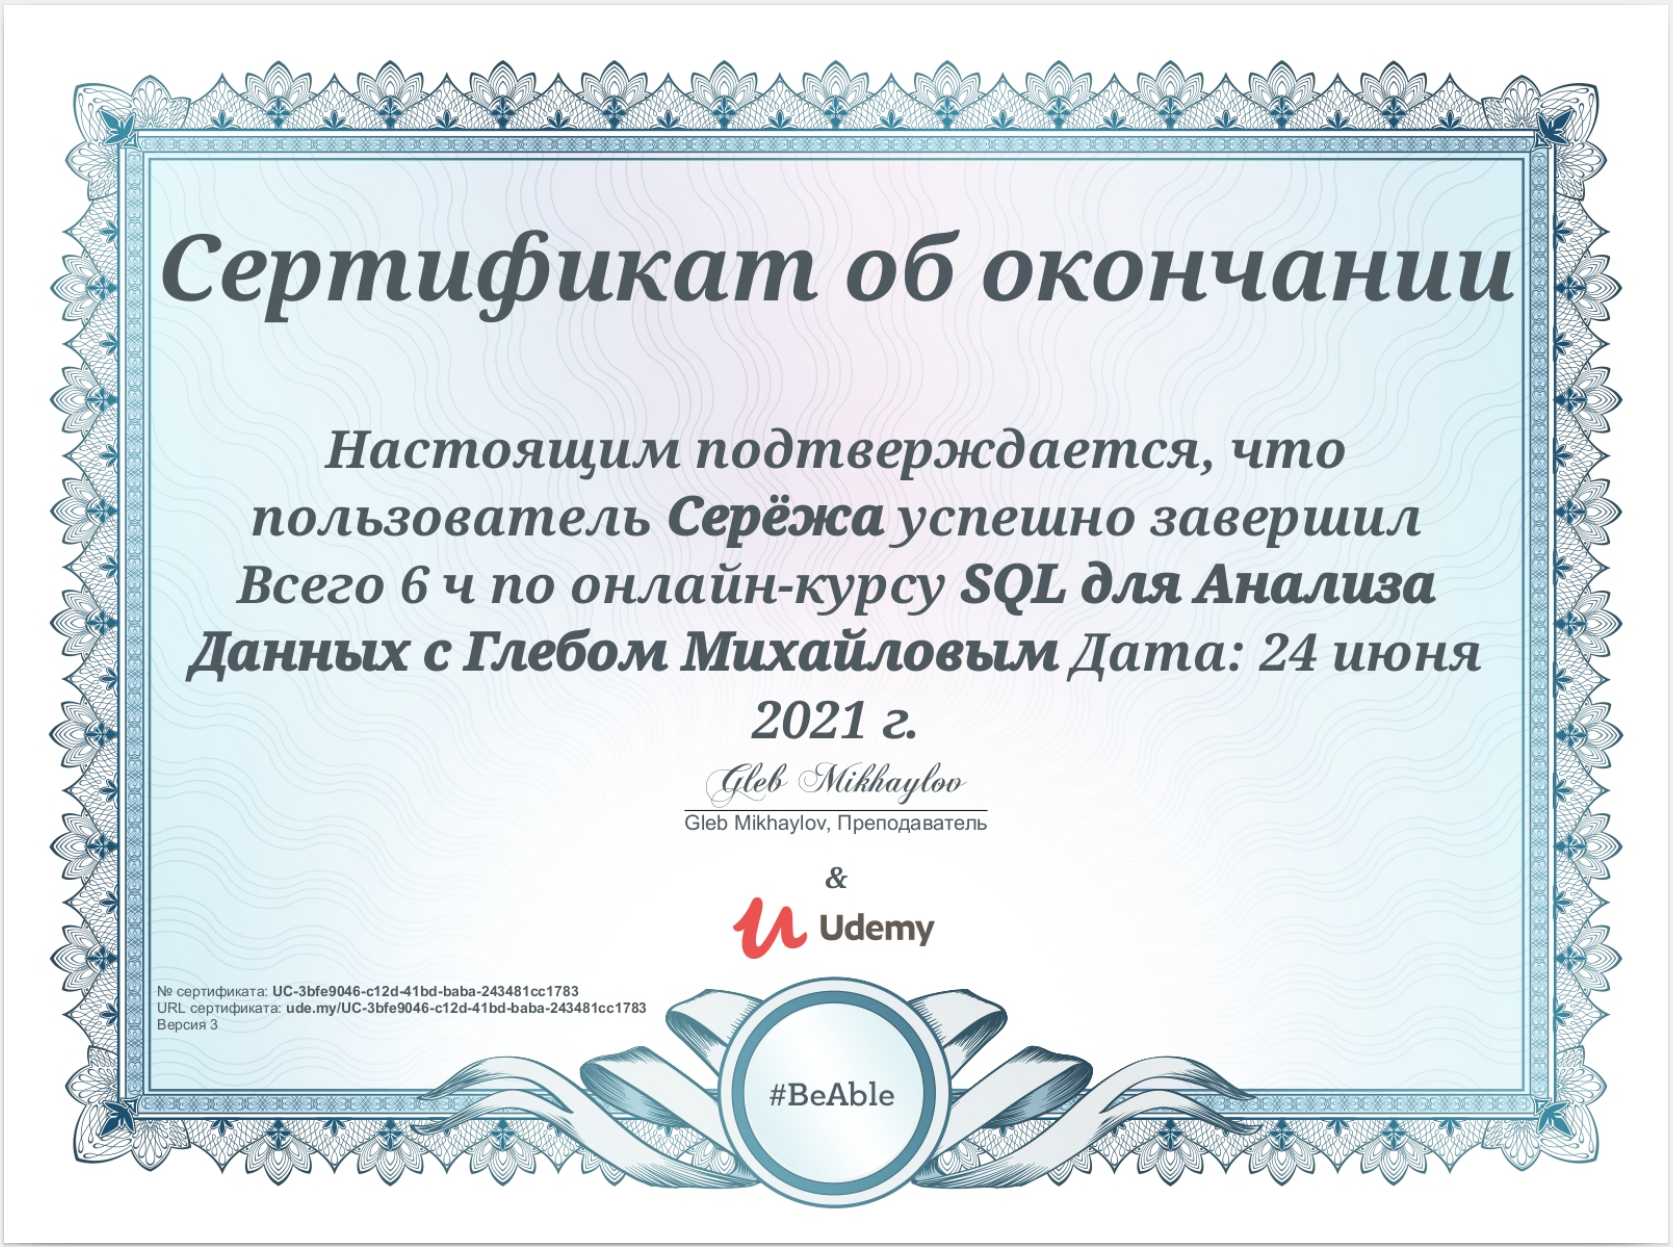 Сертификат об окончании
Настоящим подтверждается, что
пользователь Серёжа успешно завершил
Всего 6 ч по онлайн-курсу SQL для Анализа
Данных с Глебом Михайловым Дата: 24 июня
2021 г.
Gleb Mikhaylov
Gleb Mikhaylov, Преподаватель
&
Udemy
№ сертификата: UC-3bfe9046-c12d-41bd-baba-243481cc1783
URL сертификата: ude.my/UC-3bfe9046-c12d-41bd-baba-243481cc1783
Версия 3
#BeAble